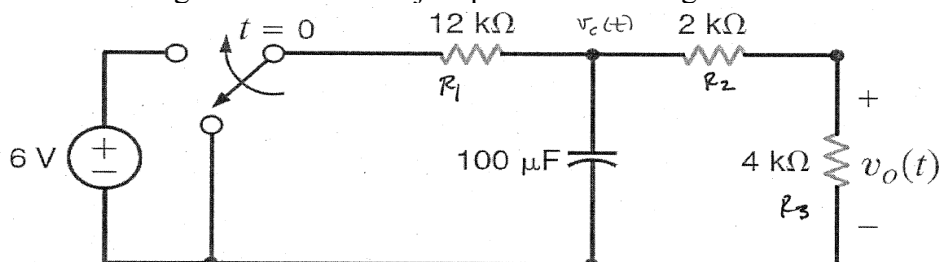 t = 0
12 kΩ
v_c(t)
2 kΩ
R_1
R_2
+
6 V
+
−
100 μF
4 kΩ
v_O(t)
R_3
−